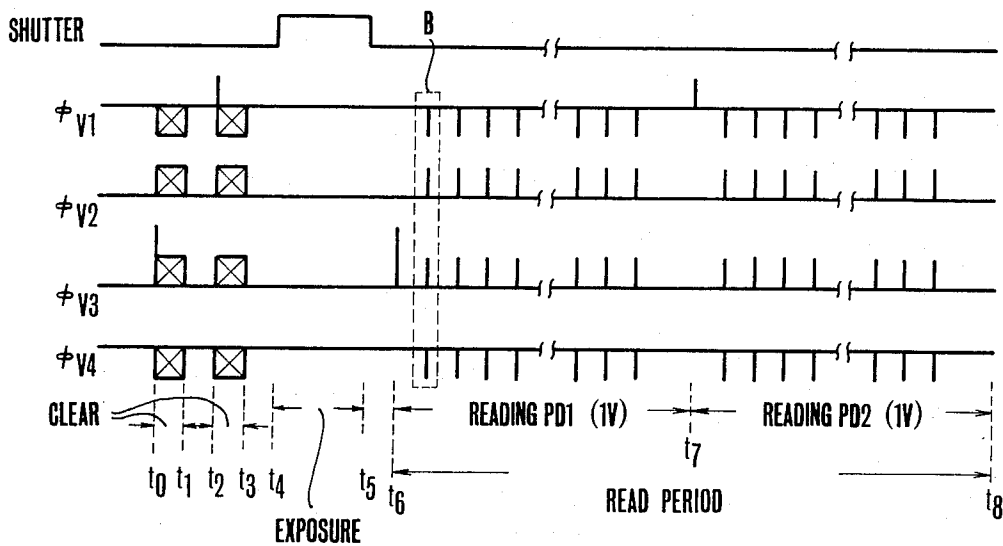 SHUTTER
B
ϕV1
ϕV2
ϕV3
ϕV4
CLEAR
READING PD1 (1V)
READING PD2 (1V)
t0 t1 t2 t3 t4 t5 t6 t7 t8
EXPOSURE
READ PERIOD